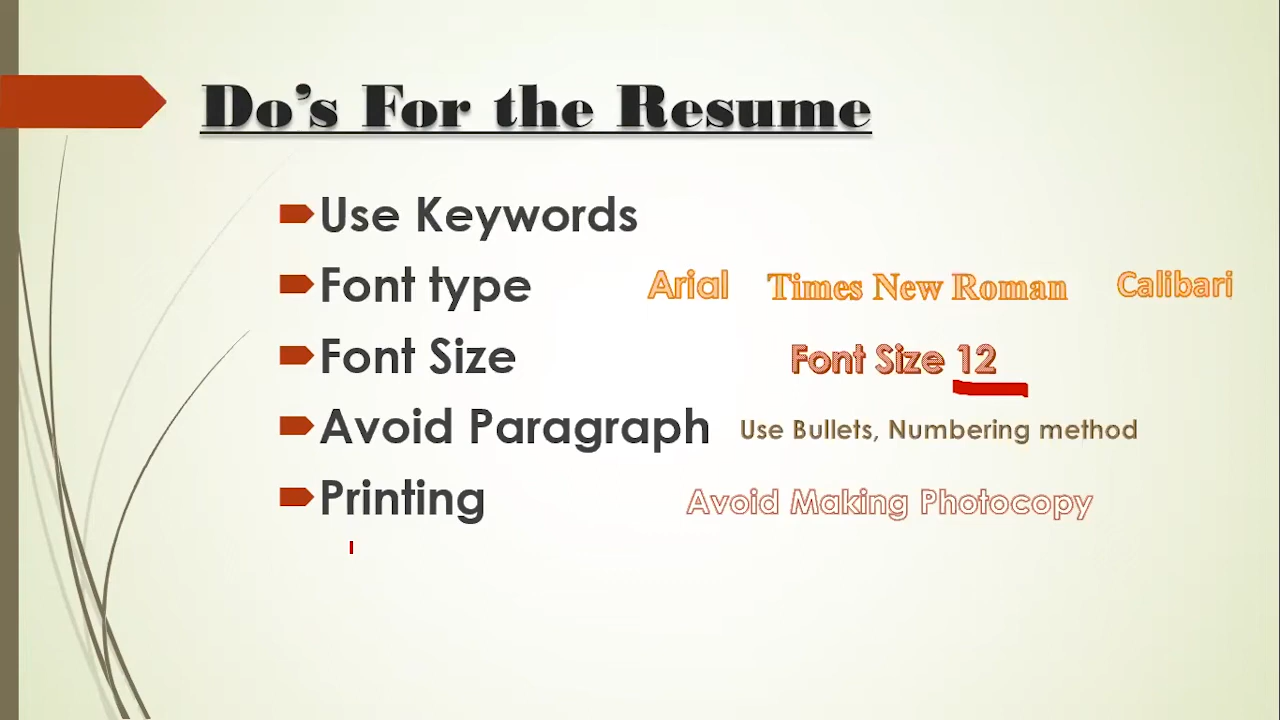 Do's For the Resume
Use Keywords
Font type Arial Times New Roman Calibari
Font Size Font Size 12
Avoid Paragraph Use Bullets, Numbering method
Printing Avoid Making Photocopy